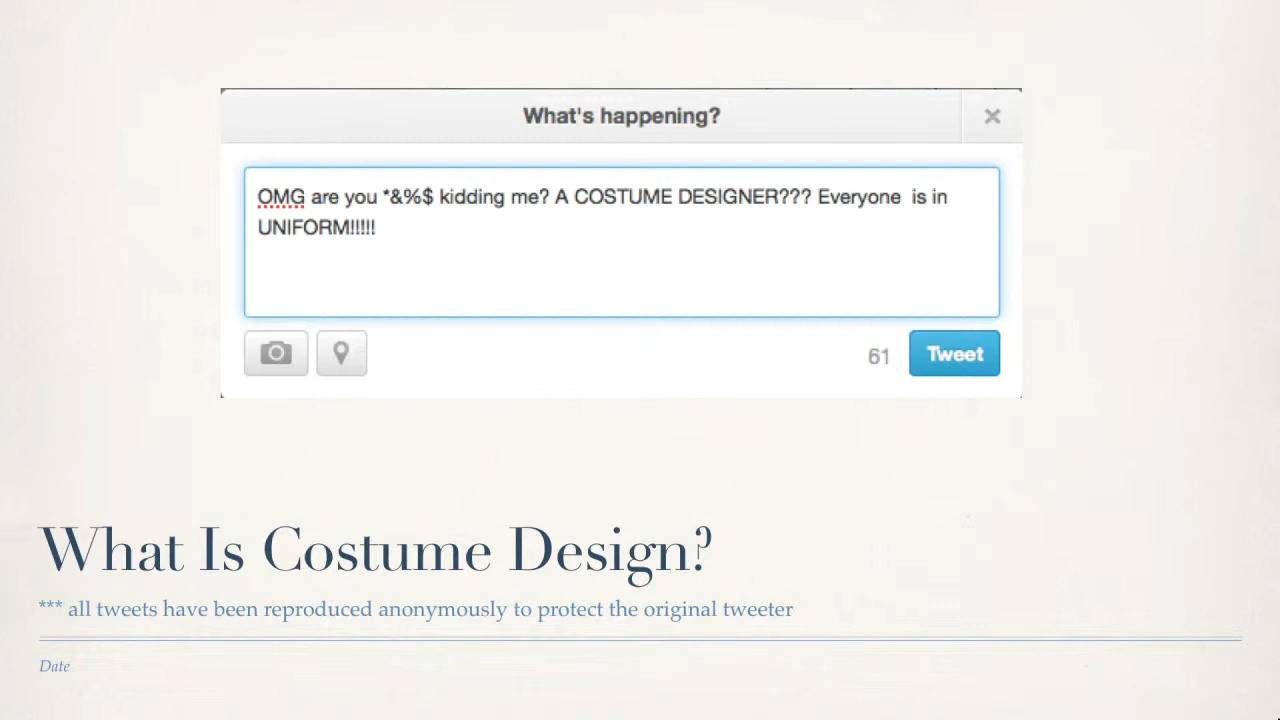 What's happening?
OMG are you *&%$ kidding me? A COSTUME DESIGNER??? Everyone  is in
UNIFORM!!!!!
61
Tweet
What Is Costume Design?
*** all tweets have been reproduced anonymously to protect the original tweeter
Date